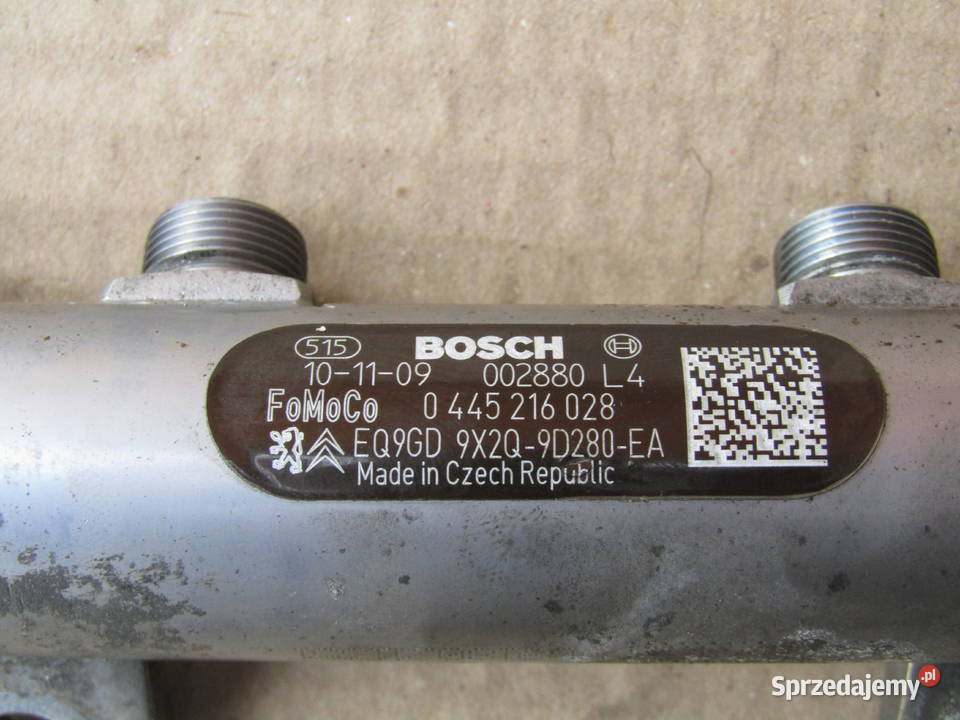 515 BOSCH
10-11-09 002880 L4
FoMoCo 0 445 216 028
EQ9GD 9X2Q-9D280-EA
Made in Czech Republic
Sprzedajemy.pl